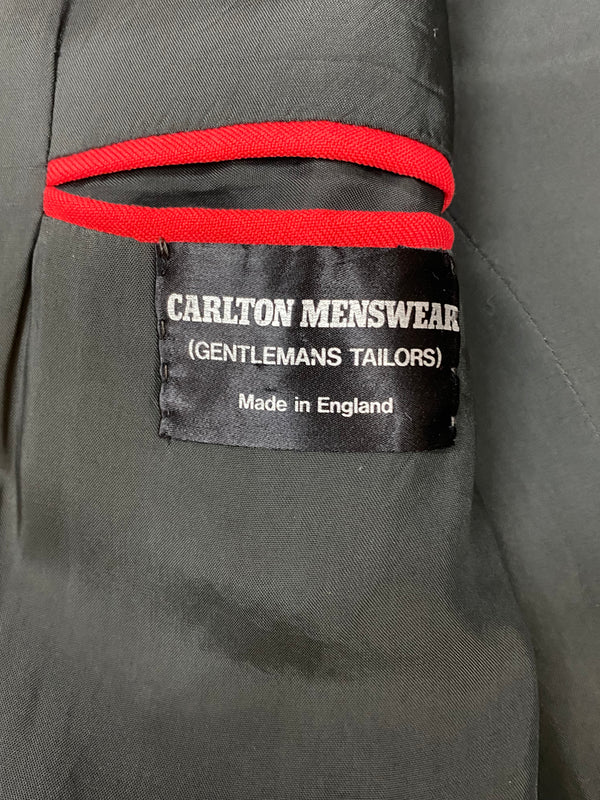 CARLTON MENSWEAR
(GENTLEMANS TAILORS)
Made in England